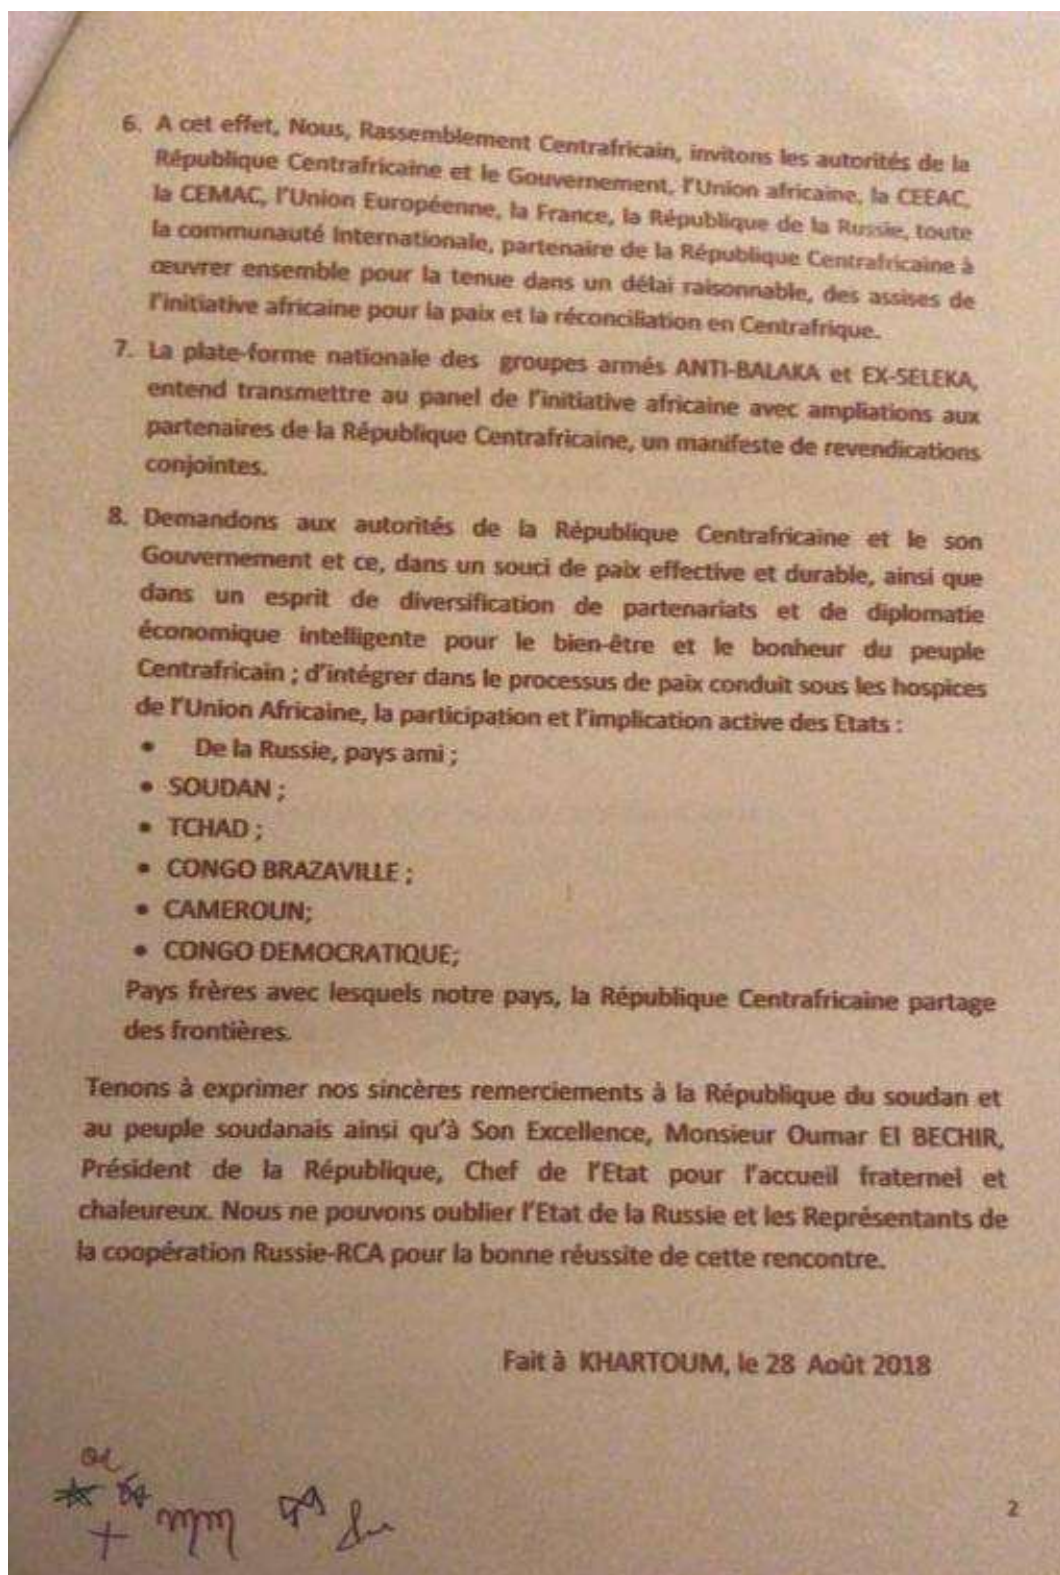 6. A cet effet, Nous, Rassemblement Centrafricain, invitons les autorités de la
République Centrafricaine et le Gouvernement, l'Union africaine, la CEEAC,
la CEMAC, l'Union Européenne, la France, la République de la Russie, toute
la communauté Internationale, partenaire de la République Centrafricaine à
œuvrer ensemble pour la tenue dans un délai raisonnable, des assises de
l'initiative africaine pour la paix et la réconciliation en Centrafrique.
7. La plate-forme nationale des groupes armés ANTI-BALAKA et EX-SELEKA,
entend transmettre au panel de l'initiative africaine avec ampliations aux
partenaires de la République Centrafricaine, un manifeste de revendications
conjointes.
8. Demandons aux autorités de la République Centrafricaine et le son
Gouvernement et ce, dans un souci de paix effective et durable, ainsi que
dans un esprit de diversification de partenariats et de diplomatie
économique intelligente pour le bien-être et le bonheur du peuple
Centrafricain ; d'intégrer dans le processus de paix conduit sous les hospices
de l'Union Africaine, la participation et l'implication active des Etats :
• De la Russie, pays ami ;
• SOUDAN ;
• TCHAD ;
• CONGO BRAZAVILLE ;
• CAMEROUN;
• CONGO DEMOCRATIQUE;
Pays frères avec lesquels notre pays, la République Centrafricaine partage
des frontières.
Tenons à exprimer nos sincères remerciements à la République du soudan et
au peuple soudanais ainsi qu'à Son Excellence, Monsieur Oumar El BECHIR,
Président de la République, Chef de l'Etat pour l'accueil fraternel et
chaleureux. Nous ne pouvons oublier l'Etat de la Russie et les Représentants de
la coopération Russie-RCA pour la bonne réussite de cette rencontre.
Fait à KHARTOUM, le 28 Août 2018
2